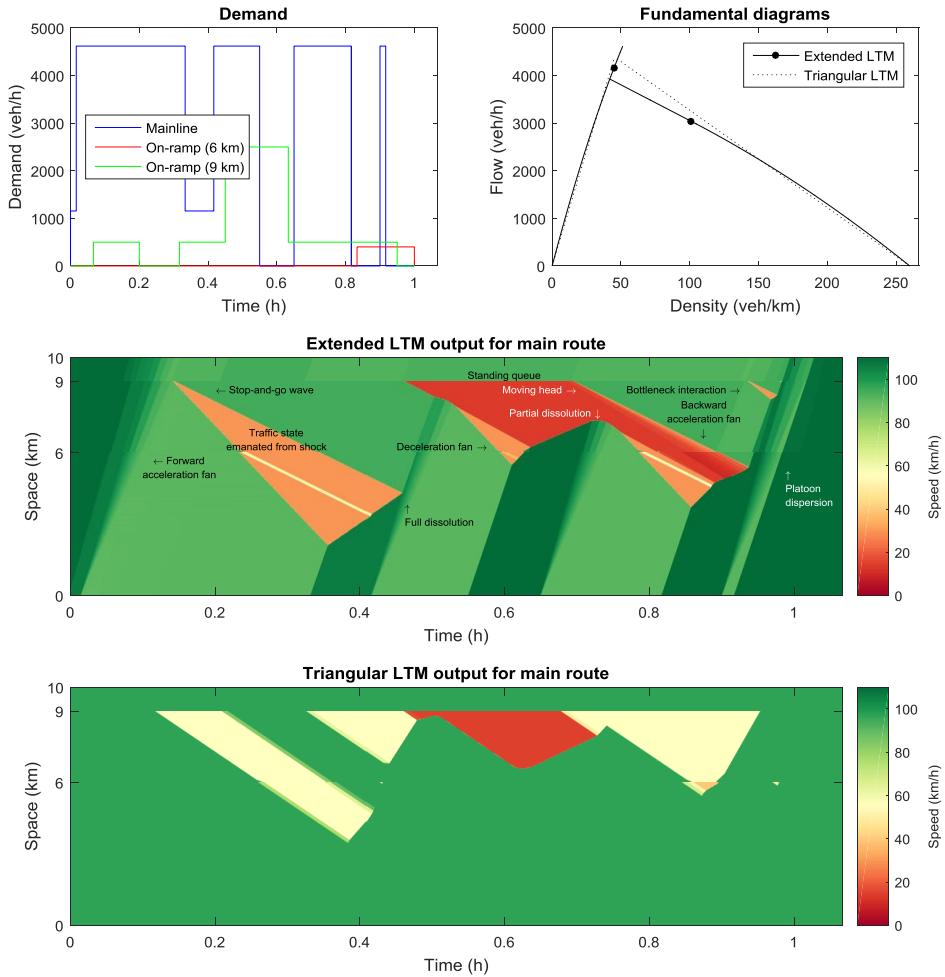 Demand
Demand (veh/h)
5000
4000
3000
2000
1000
0
Mainline
On-ramp (6 km)
On-ramp (9 km)
0
0.2
0.4
0.6
0.8
1
Time (h)
Fundamental diagrams
Flow (veh/h)
5000
4000
3000
2000
1000
0
Extended LTM
Triangular LTM
0
50
100
150
200
250
Density (veh/km)
Extended LTM output for main route
Space (km)
10
9
6
0
Standing queue
← Stop-and-go wave
Moving head →
Bottleneck interaction →
Backward
acceleration fan
↓
Partial dissolution ↓
Traffic state
emanated from shock
Deceleration fan →
← Forward
acceleration fan
↑
Full dissolution
↑
Platoon
dispersion
0
0.2
0.4
0.6
0.8
1
Time (h)
100
80
60
40
20
0
Speed (km/h)
Triangular LTM output for main route
Space (km)
10
9
6
0
0
0.2
0.4
0.6
0.8
1
Time (h)
100
80
60
40
20
0
Speed (km/h)